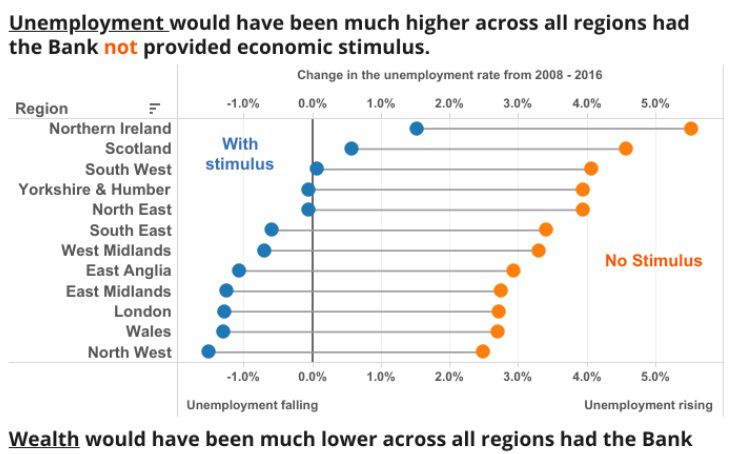 Unemployment would have been much higher across all regions had
the Bank not provided economic stimulus.
Change in the unemployment rate from 2008 - 2016
Region
-1.0% 0.0% 1.0% 2.0% 3.0% 4.0% 5.0%
Northern Ireland
With
stimulus
Scotland
South West
Yorkshire & Humber
North East
South East
West Midlands
No Stimulus
East Anglia
East Midlands
London
Wales
North West
-1.0% 0.0% 1.0% 2.0% 3.0% 4.0% 5.0%
Unemployment falling Unemployment rising
Wealth would have been much lower across all regions had the Bank